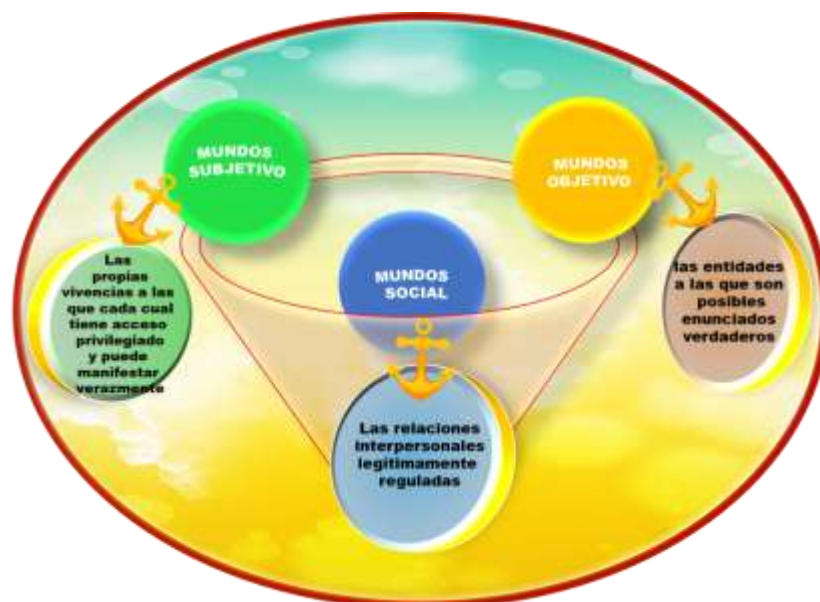 MUNDOS
SUBJETIVO
MUNDOS
OBJETIVO
MUNDOS
SOCIAL
Las
propias
vivencias a las
que cada cual
tiene acceso
privilegiado
y puede
manifestar
verazmente
las entidades
a las que son
posibles
enunciados
verdaderos
Las relaciones
interpersonales
legítimamente
reguladas